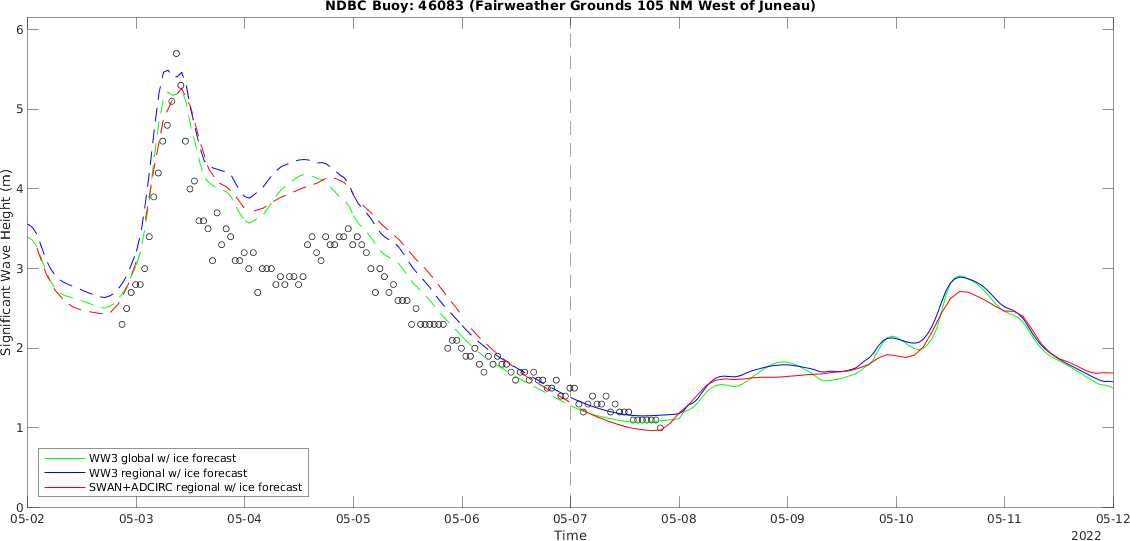 NDBC Buoy: 46083 (Fairweather Grounds 105 NM West of Juneau)
Significant Wave Height (m)
6
5
4
3
2
1
0
WW3 global w/ ice forecast
WW3 regional w/ ice forecast
SWAN+ADCIRC regional w/ ice forecast
05-02 05-03 05-04 05-05 05-06 05-07 05-08 05-09 05-10 05-11 05-12
Time
2022